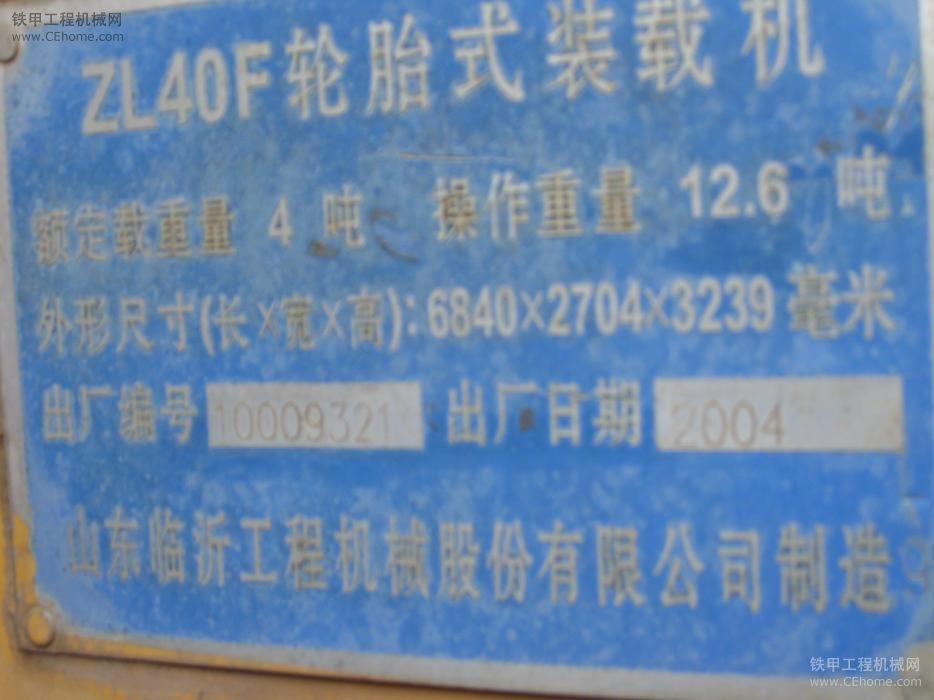 铁甲工程机械网
www.CEhome.com
ZL40F轮胎式装载机
额定载重量 4 吨 操作重量 12.6 吨
外形尺寸(长×宽×高):6840×2704×3239毫米
出厂编号 10009321 出厂日期 2004
山东临沂工程机械股份有限公司制造
铁甲工程机械网
www.CEhome.com